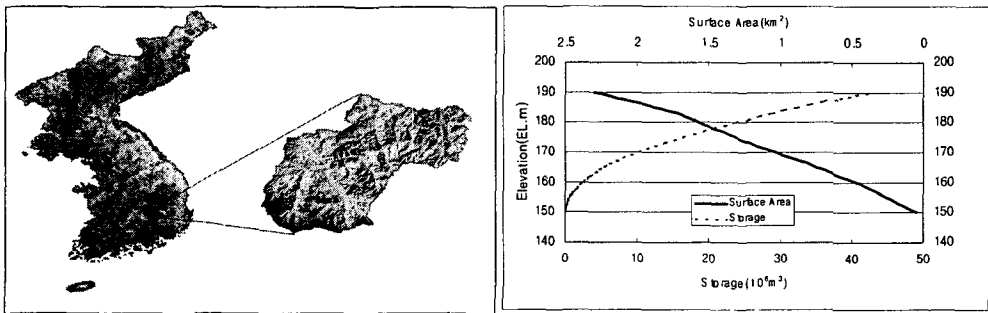 Surface Area(km²)
2.5 2 1.5 1 0.5 0
200 200
190 190
180 180
170 170
160 160
150 150
140 140
Elevation(EL.m)
Surface Area
Storage
0 10 20 30 40 50
Storage(10⁶m³)